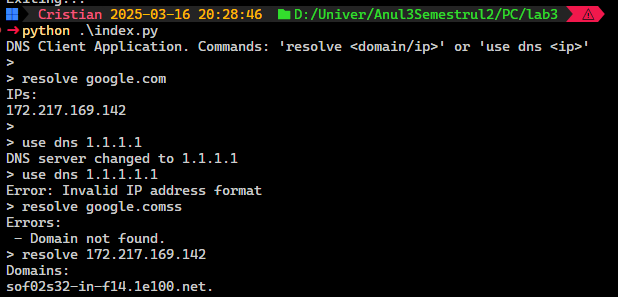 Exiting...
Cristian 2025-03-16 20:28:46 D:/Univer/Anul3Semestrul2/PC/lab3
python .\index.py
DNS Client Application. Commands: 'resolve <domain/ip>' or 'use dns <ip>'
>
> resolve google.com
IPs:
172.217.169.142
>
> use dns 1.1.1.1
DNS server changed to 1.1.1.1
> use dns 1.1.1.1.1
Error: Invalid IP address format
> resolve google.comss
Errors:
- Domain not found.
> resolve 172.217.169.142
Domains:
sof02s32-in-f14.1e100.net.